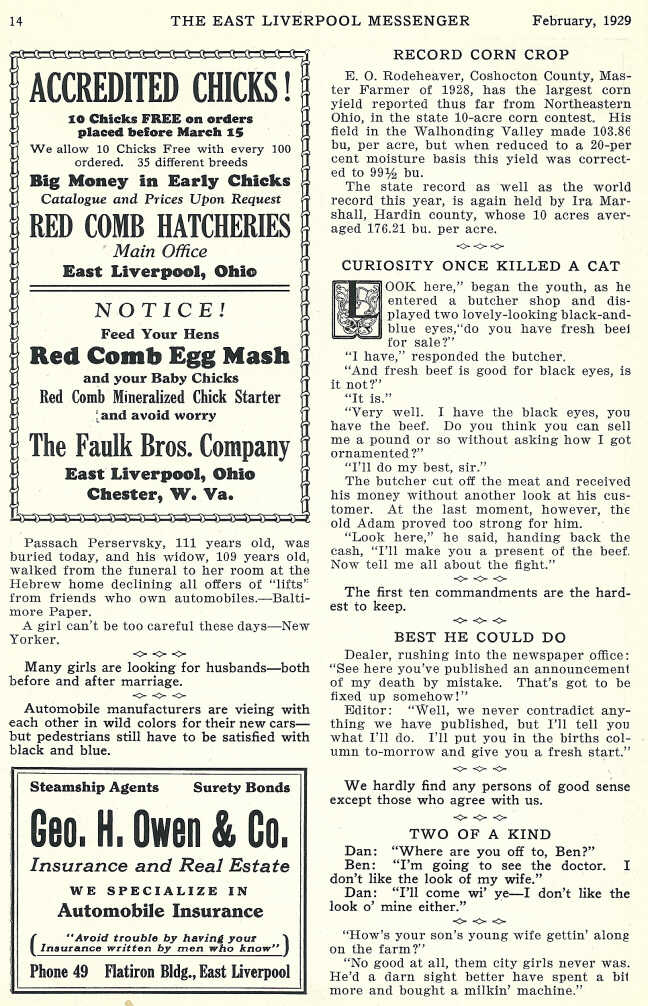 14
THE EAST LIVERPOOL MESSENGER
February, 1929
ACCREDITED CHICKS!
10 Chicks FREE on orders
placed before March 15
We allow 10 Chicks Free with every 100
ordered. 35 different breeds
Big Money in Early Chicks
Catalogue and Prices Upon Request
RED COMB HATCHERIES
Main Office
East Liverpool, Ohio
NOTICE!
Feed Your Hens
Red Comb Egg Mash
and your Baby Chicks
Red Comb Mineralized Chick Starter
and avoid worry
The Faulk Bros. Company
East Liverpool, Ohio
Chester, W. Va.
Passach Perservsky, 111 years old, was
buried today, and his widow, 109 years old,
walked from the funeral to her room at the
Hebrew home declining all offers of "lifts"
from friends who own automobiles.—Balti-
more Paper.
A girl can't be too careful these days—New
Yorker.
Many girls are looking for husbands—both
before and after marriage.
Automobile manufacturers are vieing with
each other in wild colors for their new cars—
but pedestrians still have to be satisfied with
black and blue.
Steamship Agents Surety Bonds
Geo. H. Owen & Co.
Insurance and Real Estate
WE SPECIALIZE IN
Automobile Insurance
("Avoid trouble by having your
Insurance written by men who know")
Phone 49 Flatiron Bldg., East Liverpool
RECORD CORN CROP
E. O. Rodeheaver, Coshocton County, Mas-
ter Farmer of 1928, has the largest corn
yield reported thus far from Northeastern
Ohio, in the state 10-acre corn contest. His
field in the Walhonding Valley made 103.86
bu, per acre, but when reduced to a 20-per
cent moisture basis this yield was correct-
ed to 99½ bu.
The state record as well as the world
record this year, is again held by Ira Mar-
shall, Hardin county, whose 10 acres aver-
aged 176.21 bu. per acre.
CURIOSITY ONCE KILLED A CAT
LOOK here," began the youth, as he
entered a butcher shop and dis-
played two lovely-looking black-and-
blue eyes,"do you have fresh beef
for sale?"
"I have," responded the butcher.
"And fresh beef is good for black eyes, is
it not?"
"It is."
"Very well. I have the black eyes, you
have the beef. Do you think you can sell
me a pound or so without asking how I got
ornamented?"
"I'll do my best, sir."
The butcher cut off the meat and received
his money without another look at his cus-
tomer. At the last moment, however, the
old Adam proved too strong for him.
"Look here," he said, handing back the
cash, "I'll make you a present of the beef.
Now tell me all about the fight."
The first ten commandments are the hard-
est to keep.
BEST HE COULD DO
Dealer, rushing into the newspaper office:
"See here you've published an announcement
of my death by mistake. That's got to be
fixed up somehow!"
Editor: "Well, we never contradict any-
thing we have published, but I'll tell you
what I'll do. I'll put you in the births col-
umn to-morrow and give you a fresh start."
We hardly find any persons of good sense
except those who agree with us.
TWO OF A KIND
Dan: "Where are you off to, Ben?"
Ben: "I'm going to see the doctor. I
don't like the look of my wife."
Dan: "I'll come wi' ye—I don't like the
look o' mine either."
"How's your son's young wife gettin' along
on the farm?"
"No good at all, them city girls never was.
He'd a darn sight better have spent a bit
more and bought a milkin' machine."